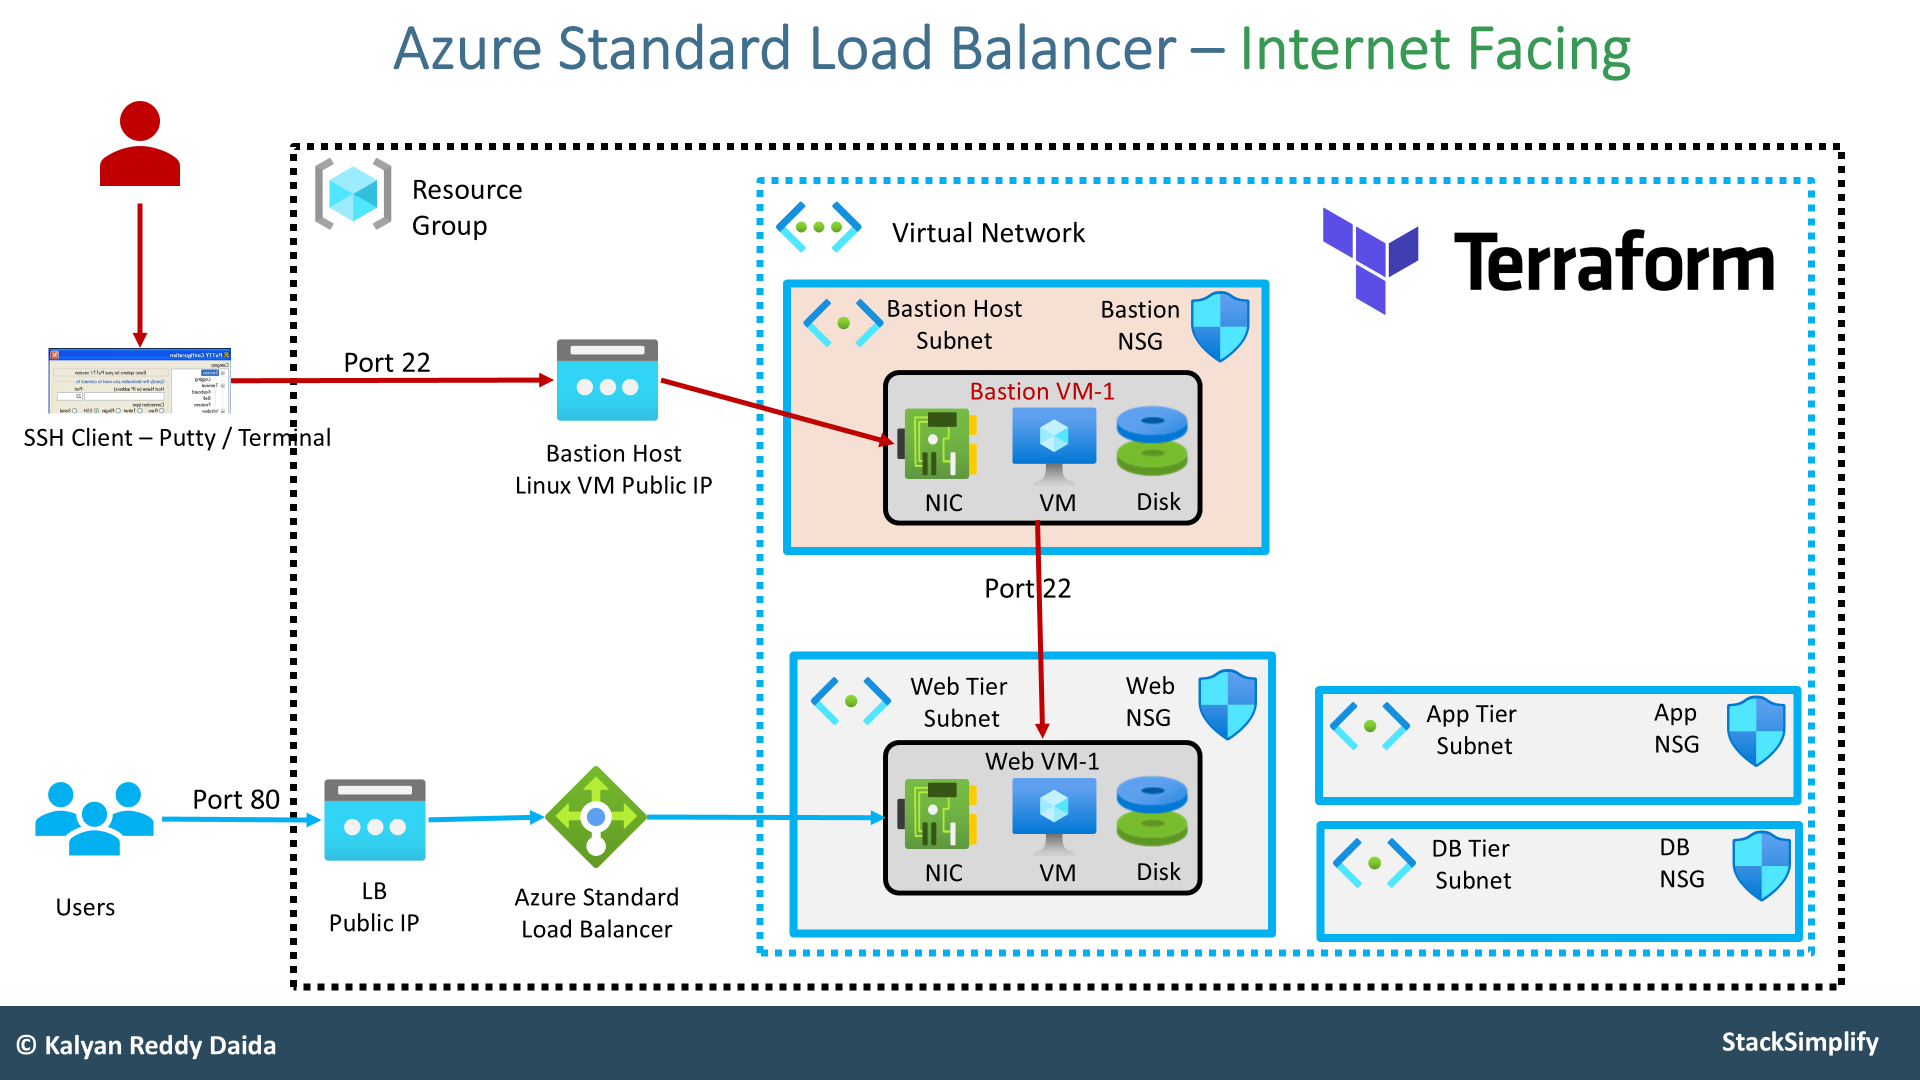 Azure Standard Load Balancer – Internet Facing
Resource
Group
Virtual Network
Terraform
Bastion Host
Subnet
Bastion
NSG
Port 22
Bastion VM-1
NIC
VM
Disk
SSH Client – Putty / Terminal
Bastion Host
Linux VM Public IP
Port 22
Web Tier
Subnet
Web
NSG
Web VM-1
NIC
VM
Disk
App Tier
Subnet
App
NSG
DB Tier
Subnet
DB
NSG
Port 80
Users
LB
Public IP
Azure Standard
Load Balancer
© Kalyan Reddy Daida
StackSimplify